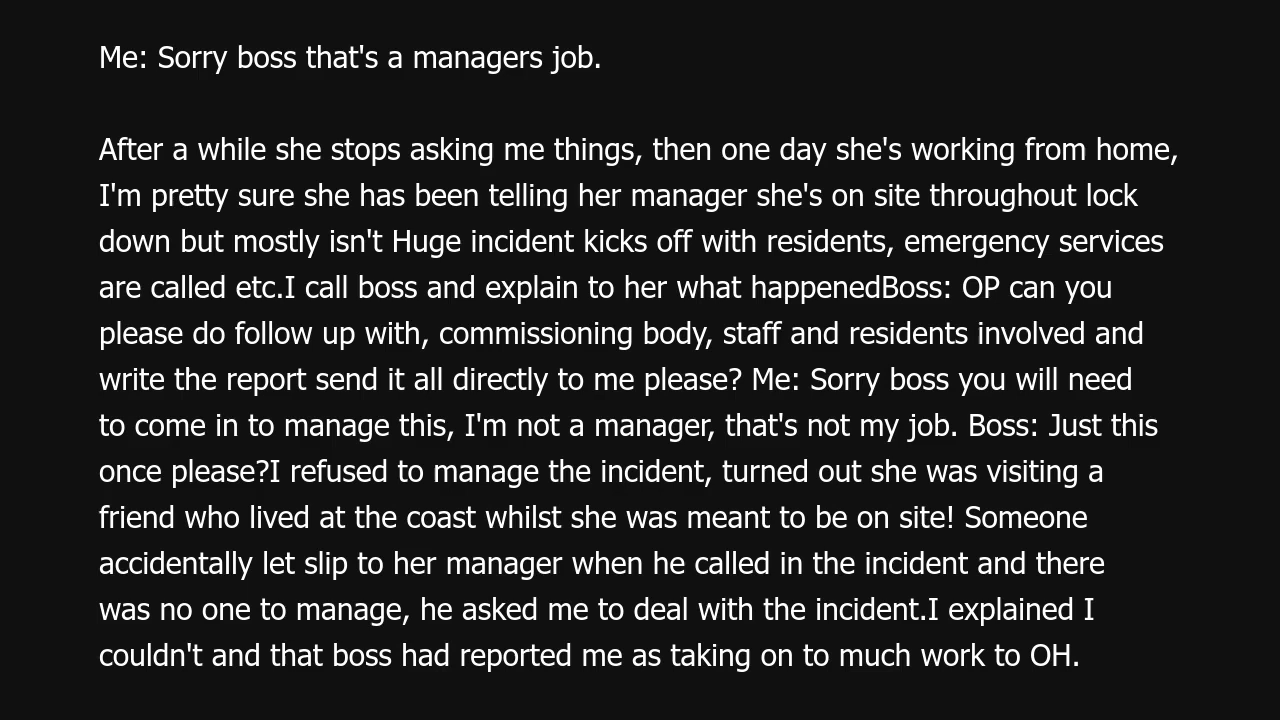 Me: Sorry boss that's a managers job.
After a while she stops asking me things, then one day she's working from home,
I'm pretty sure she has been telling her manager she's on site throughout lock
down but mostly isn't Huge incident kicks off with residents, emergency services
are called etc.I call boss and explain to her what happenedBoss: OP can you
please do follow up with, commissioning body, staff and residents involved and
write the report send it all directly to me please? Me: Sorry boss you will need
to come in to manage this, I'm not a manager, that's not my job. Boss: Just this
once please?I refused to manage the incident, turned out she was visiting a
friend who lived at the coast whilst she was meant to be on site! Someone
accidentally let slip to her manager when he called in the incident and there
was no one to manage, he asked me to deal with the incident.I explained I
couldn't and that boss had reported me as taking on to much work to OH.